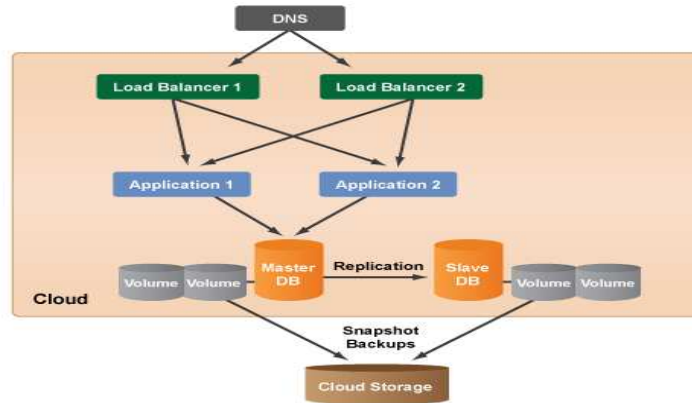 DNS
Load Balancer 1
Load Balancer 2
Application 1
Application 2
Master
DB
Replication
Slave
DB
Volume
Volume
Volume
Volume
Cloud
Snapshot
Backups
Cloud Storage